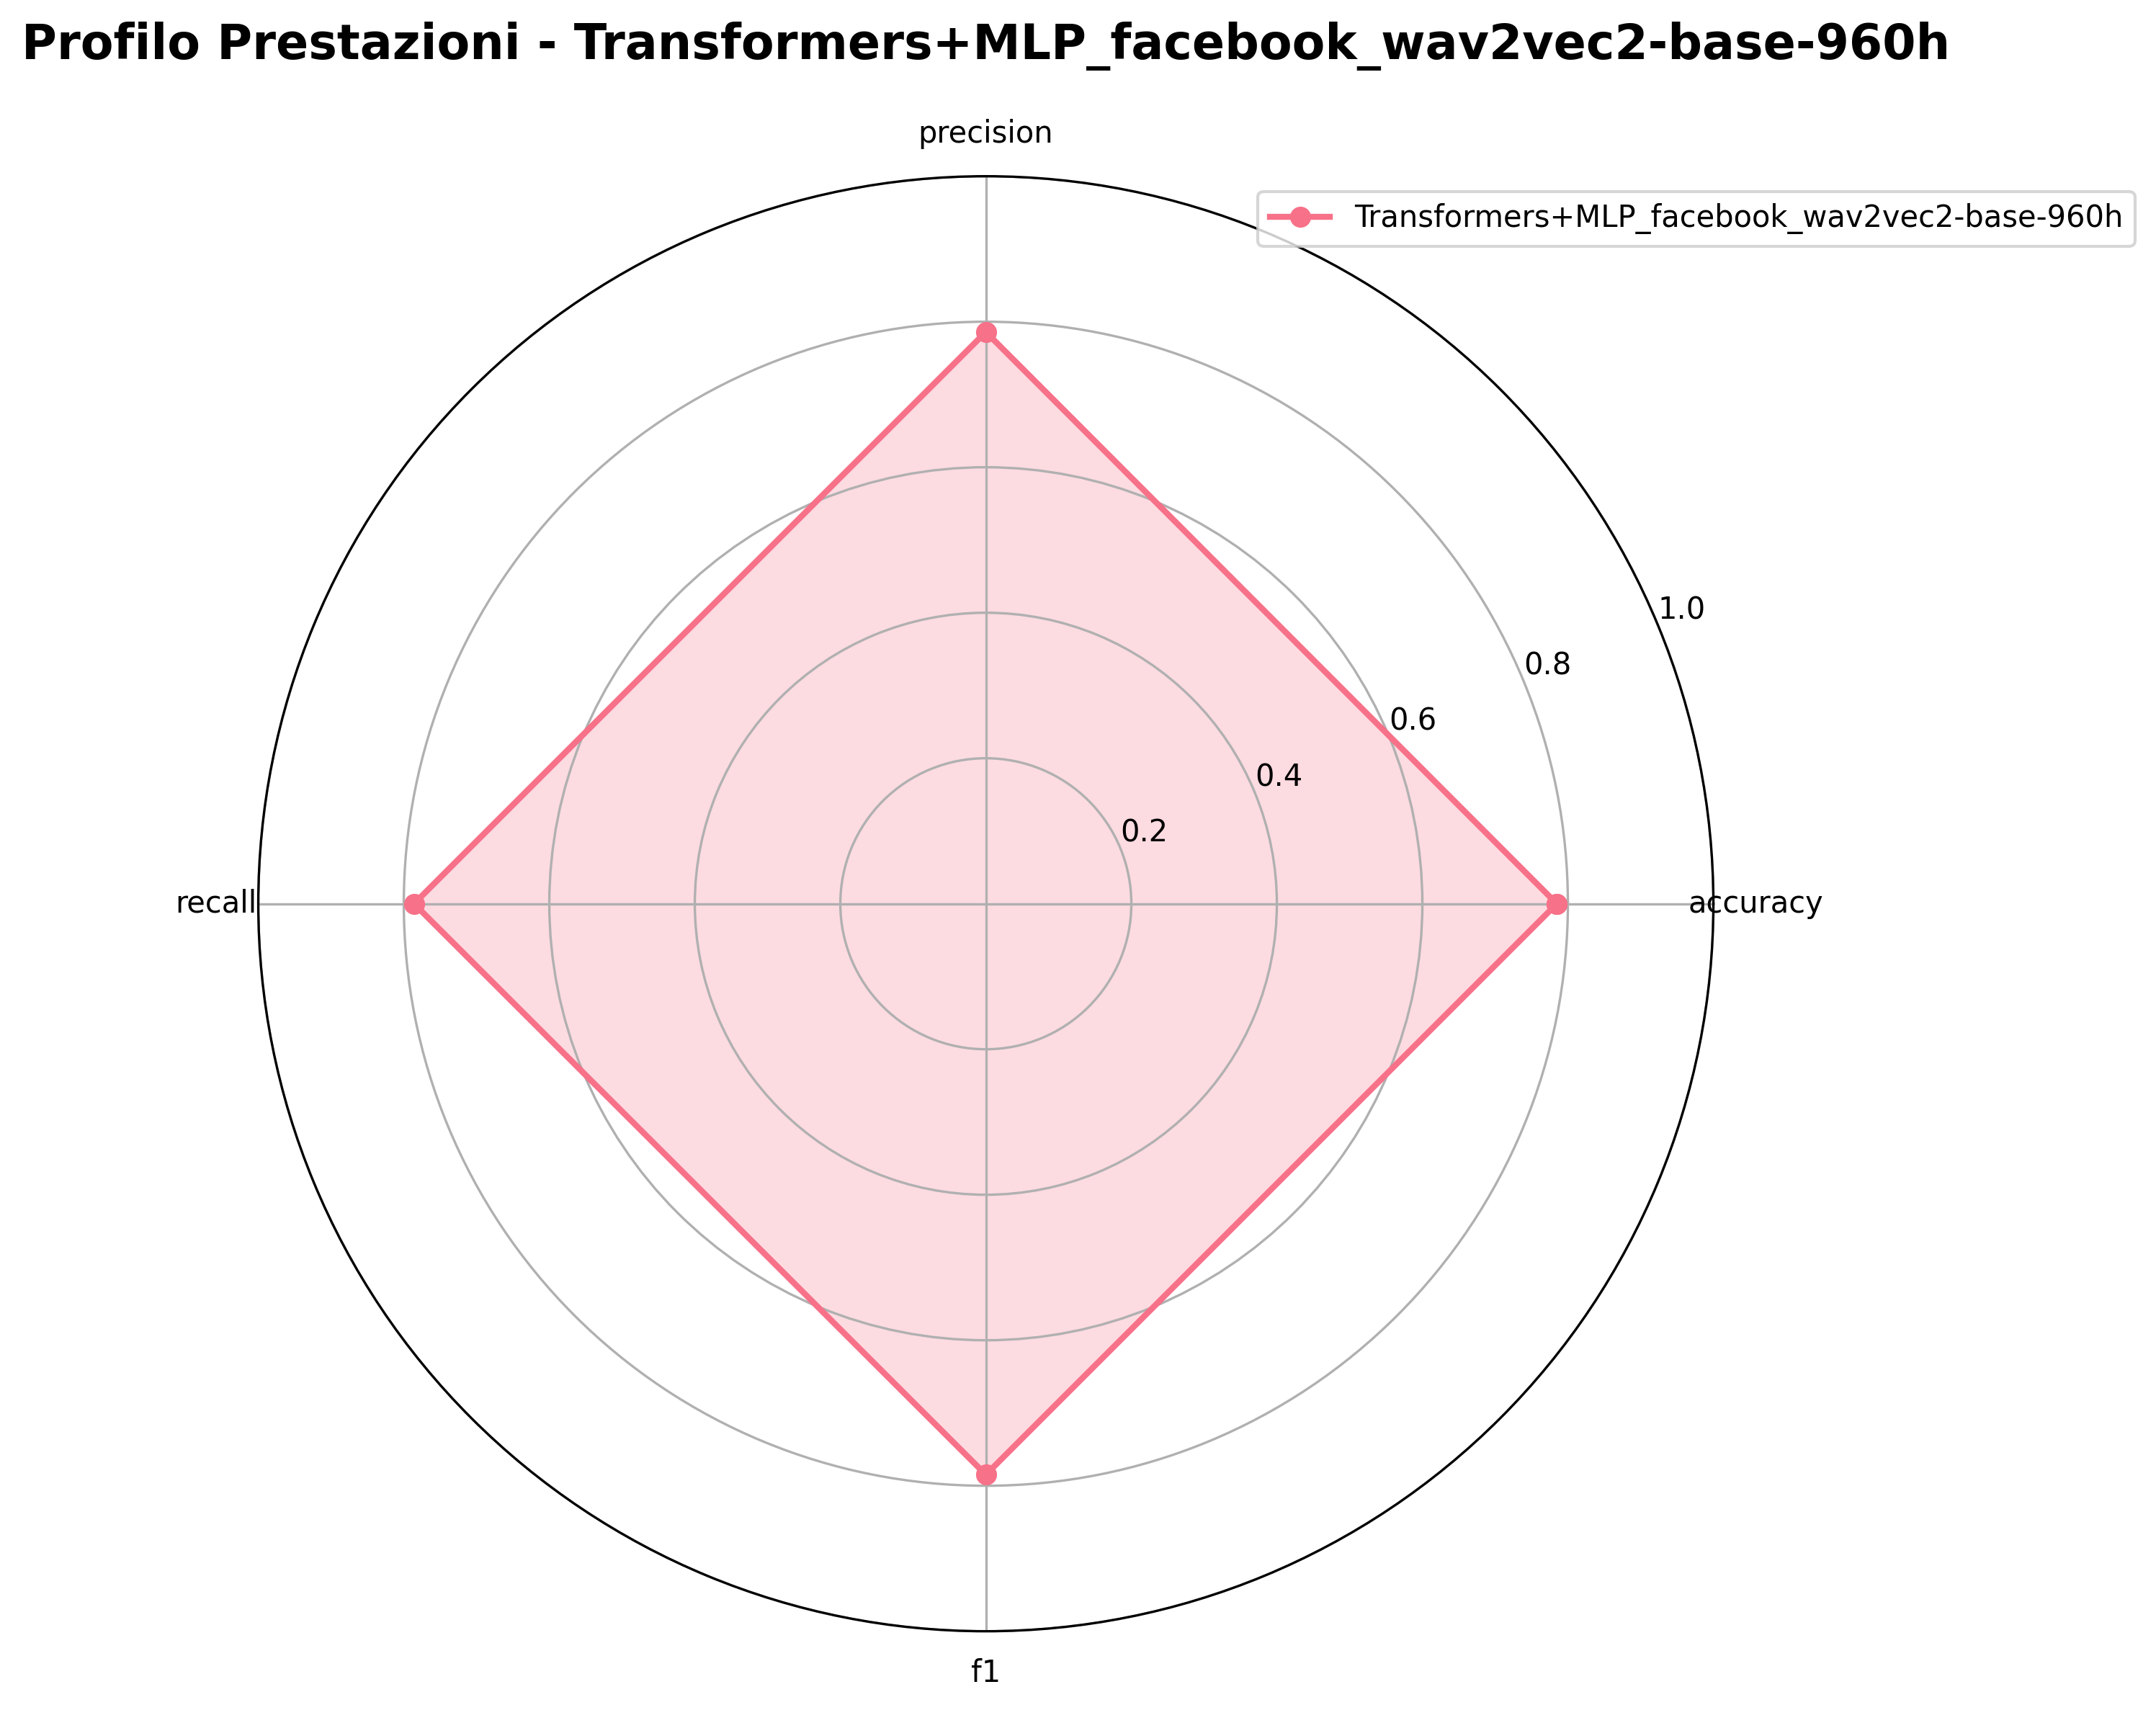 Profilo Prestazioni - Transformers+MLP_facebook_wav2vec2-base-960h
precision
Transformers+MLP_facebook_wav2vec2-base-960h
1.0
0.8
0.6
0.4
0.2
recall
accuracy
f1